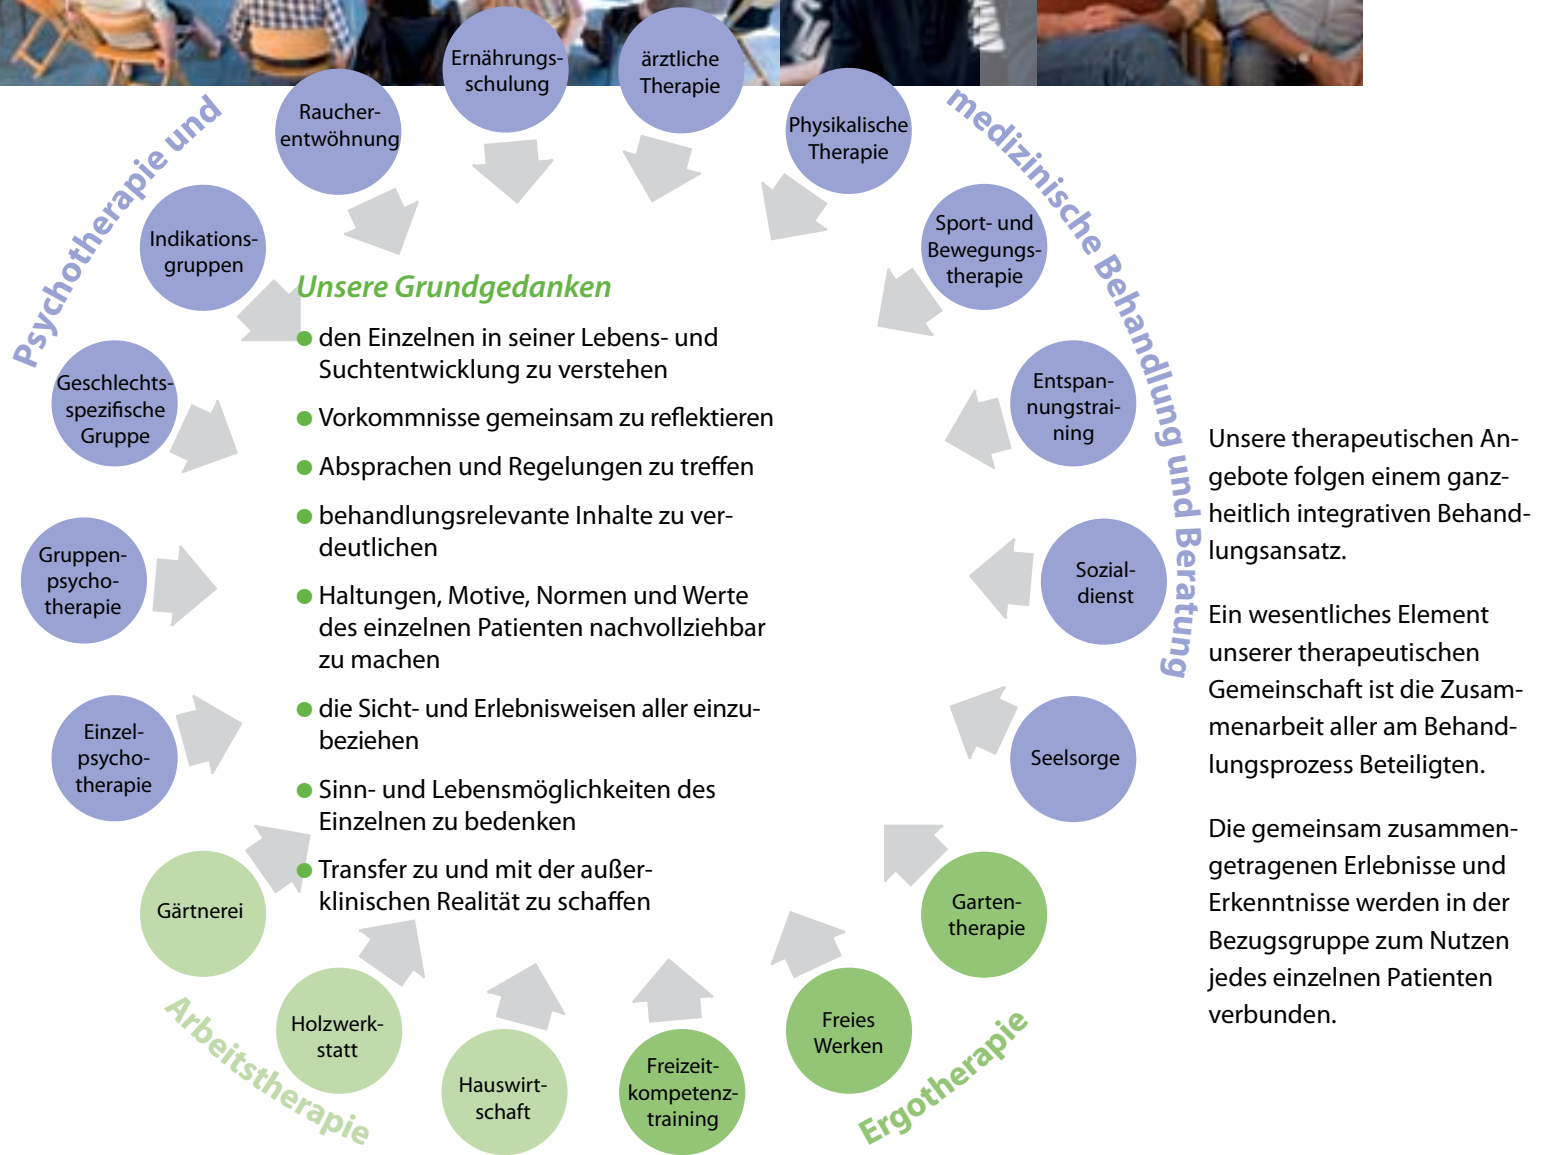 Ernährungs-
schulung
ärztliche
Therapie
Raucher-
entwöhnung
Physikalische
Therapie
Psychotherapie und
medizinische Behandlung und Beratung
Indikations-
gruppen
Sport- und
Bewegungs-
therapie
Geschlechts-
spezifische
Gruppe
Entspan-
nungstrai-
ning
Gruppen-
psycho-
therapie
Sozial-
dienst
Einzel-
psycho-
therapie
Seelsorge
Gärtnerei
Garten-
therapie
Holzwerk-
statt
Freies
Werken
Hauswirt-
schaft
Freizeit-
kompetenz-
training
Arbeitstherapie
Ergotherapie
Unsere Grundgedanken
● den Einzelnen in seiner Lebens- und
Suchtentwicklung zu verstehen
● Vorkommnisse gemeinsam zu reflektieren
● Absprachen und Regelungen zu treffen
● behandlungsrelevante Inhalte zu ver-
deutlichen
● Haltungen, Motive, Normen und Werte
des einzelnen Patienten nachvollziehbar
zu machen
● die Sicht- und Erlebnisweisen aller einzu-
beziehen
● Sinn- und Lebensmöglichkeiten des
Einzelnen zu bedenken
● Transfer zu und mit der außer-
klinischen Realität zu schaffen
Unsere therapeutischen An-
gebote folgen einem ganz-
heitlich integrativen Behand-
lungsansatz.
Ein wesentliches Element
unserer therapeutischen
Gemeinschaft ist die Zusam-
menarbeit aller am Behand-
lungsprozess Beteiligten.
Die gemeinsam zusammen-
getragenen Erlebnisse und
Erkenntnisse werden in der
Bezugsgruppe zum Nutzen
jedes einzelnen Patienten
verbunden.